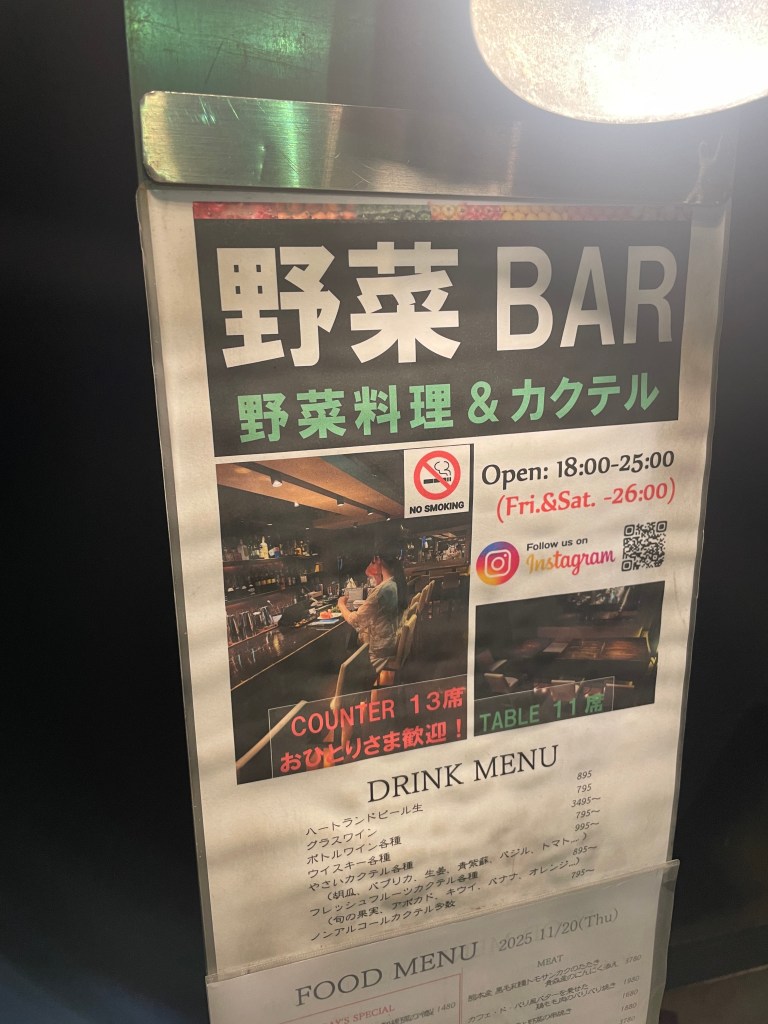 野菜 BAR
野菜料理＆カクテル
NO SMOKING
Open: 18:00-25:00
(Fri.&Sat. -26:00)
Follow us on
Instagram
COUNTER 13席
おひとりさま歓迎！
TABLE 11席
DRINK MENU
ハートランドビール生 895
グラスワイン 795
ボトルワイン各種 3495～
ウイスキー各種 795～
やさいカクテル各種 995～
（胡瓜、パプリカ、生姜、青紫蘇、バジル、トマト...）
フレッシュフルーツカクテル各種 895～
（旬の果実、アボカド、キウイ、バナナ、オレンジ...）
ノンアルコールカクテル多数 795～
FOOD MENU 2025 11/20(Thu)
SPECIAL
1480
MEAT